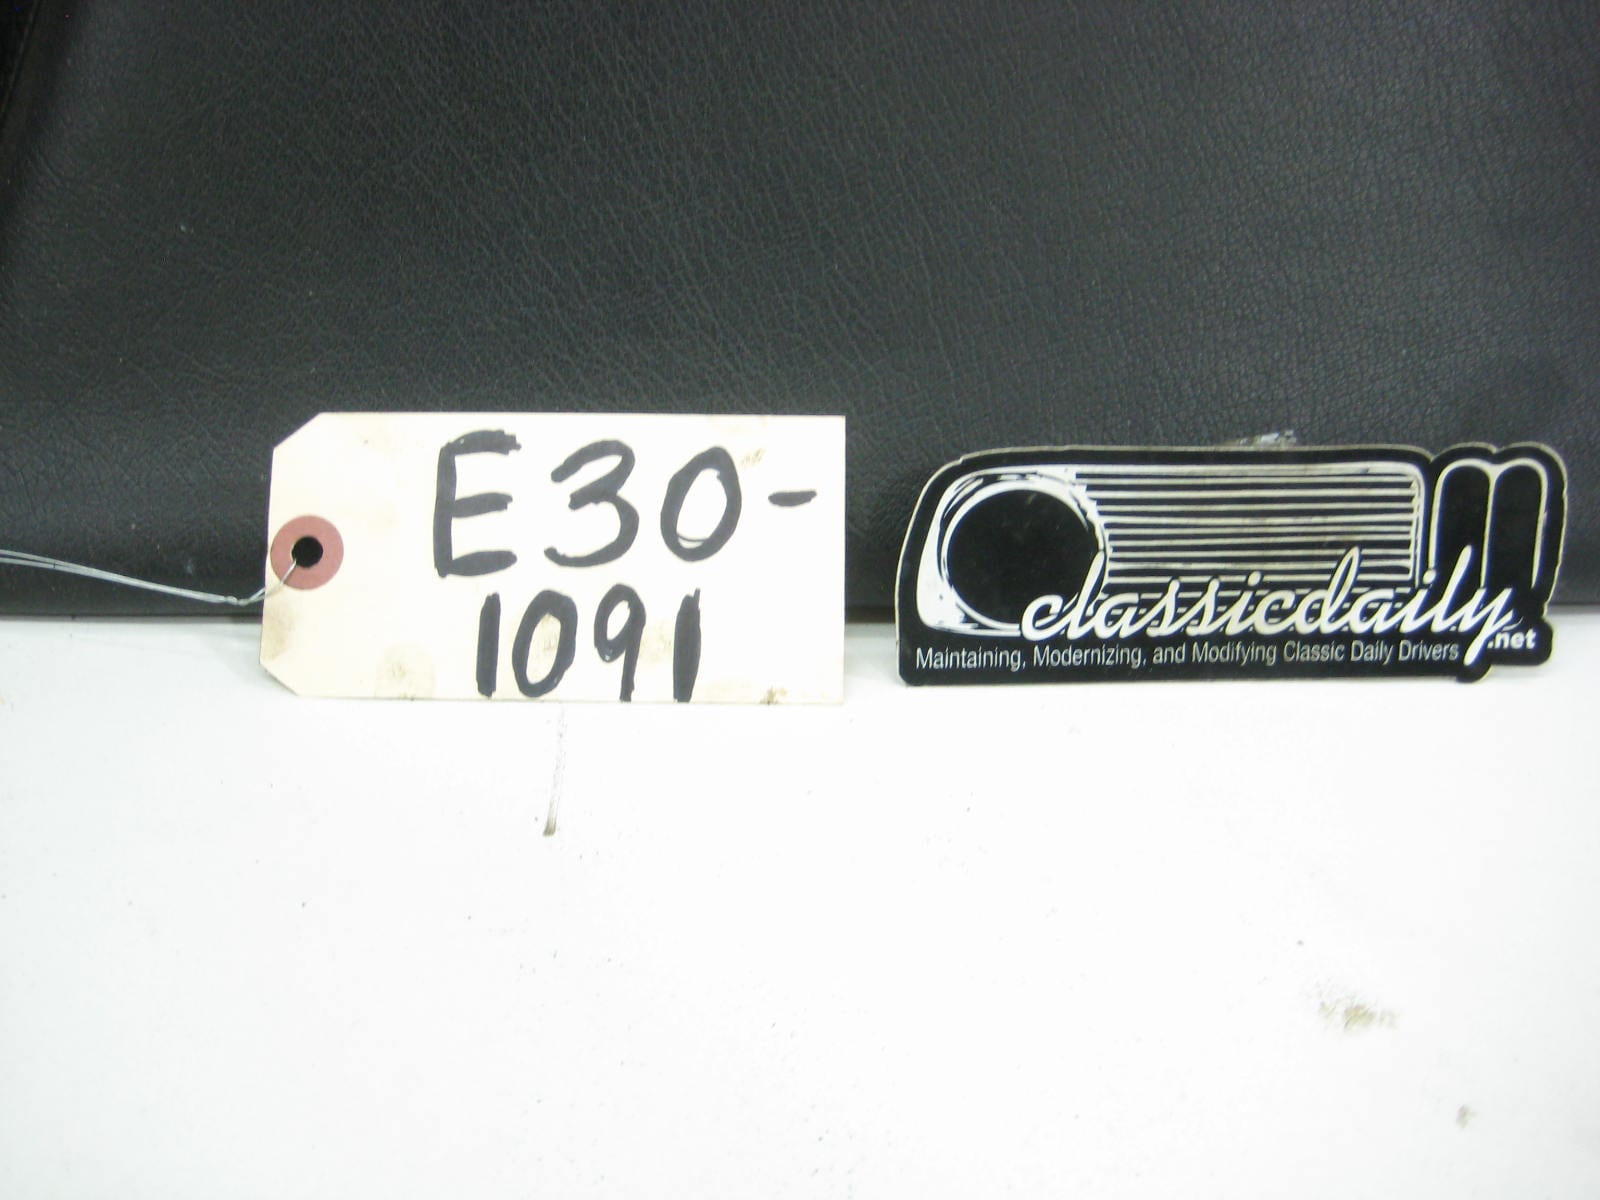 E30-
1091
classicdaily.net
Maintaining, Modernizing, and Modifying Classic Daily Drivers